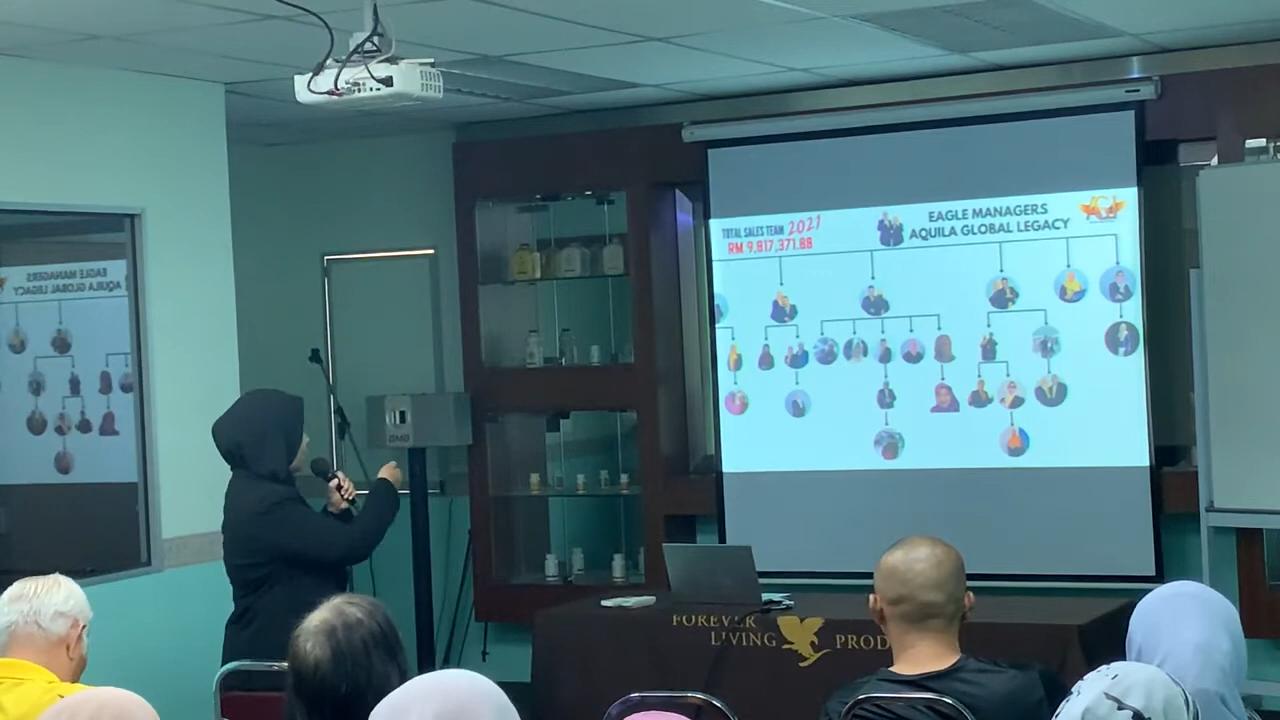 TOTAL SALES TEAM 2021
RM 9,817,371.88
EAGLE MANAGERS
AQUILA GLOBAL LEGACY
EAGLE MANAGERS
AQUILA GLOBAL LEGACY
FOREVER
LIVING PROD